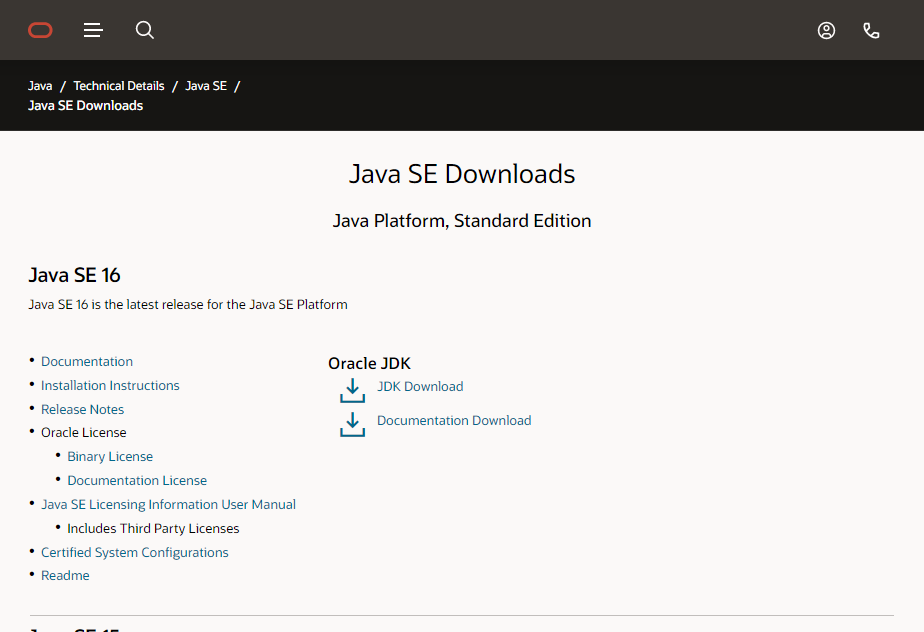 Java / Technical Details / Java SE /
Java SE Downloads
Java SE Downloads
Java Platform, Standard Edition
Java SE 16
Java SE 16 is the latest release for the Java SE Platform
• Documentation
• Installation Instructions
• Release Notes
• Oracle License
• Binary License
• Documentation License
• Java SE Licensing Information User Manual
• Includes Third Party Licenses
• Certified System Configurations
• Readme
Oracle JDK
JDK Download
Documentation Download
Java SE 15